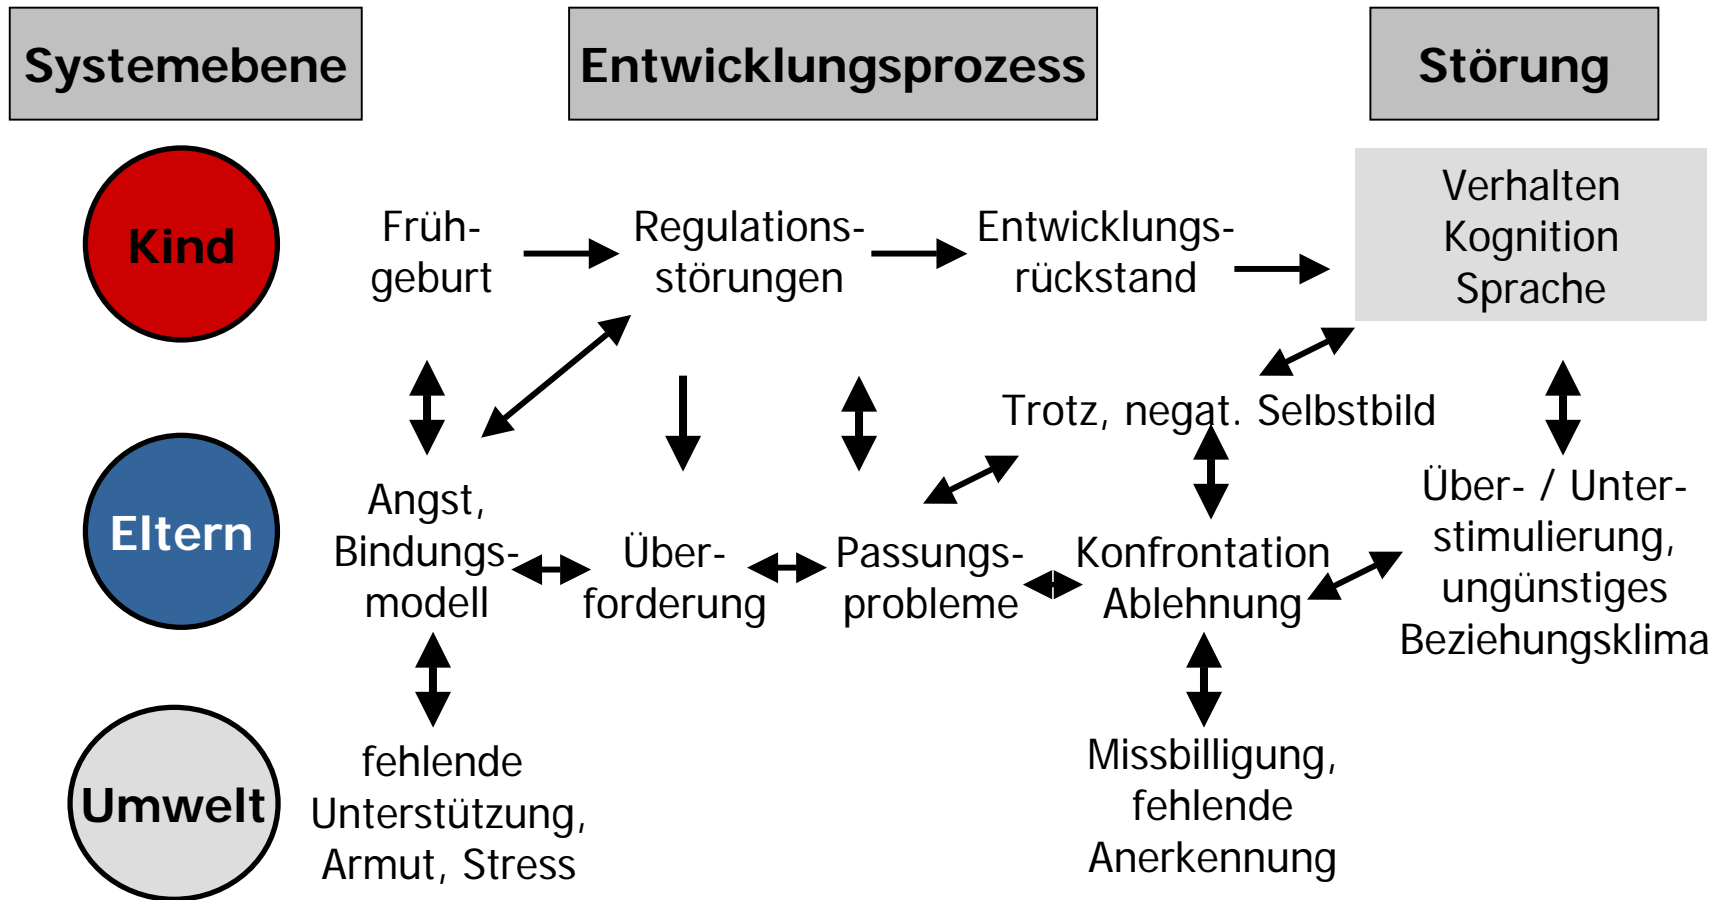 Systemebene
Entwicklungsprozess
Störung
Kind
Früh-
geburt
Regulations-
störungen
Entwicklungs-
rückstand
Verhalten
Kognition
Sprache
Trotz, negat. Selbstbild
Eltern
Angst,
Bindungs-
modell
Über-
forderung
Passungs-
probleme
Konfrontation
Ablehnung
Über- / Unter-
stimulierung,
ungünstiges
Beziehungsklima
Umwelt
fehlende
Unterstützung,
Armut, Stress
Missbilligung,
fehlende
Anerkennung